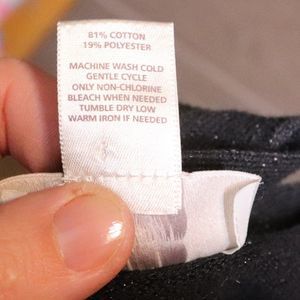 81% COTTON
19% POLYESTER
MACHINE WASH COLD
GENTLE CYCLE
ONLY NON-CHLORINE
BLEACH WHEN NEEDED
TUMBLE DRY LOW
WARM IRON IF NEEDED